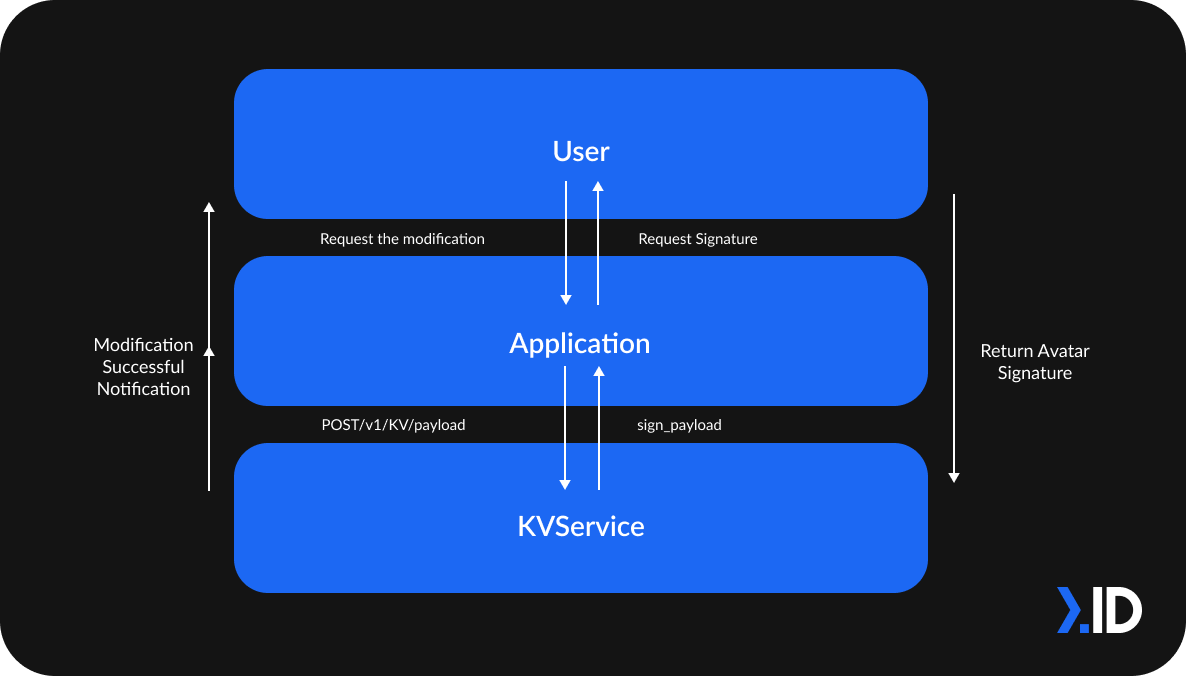 User
Request the modification
Request Signature
Application
Modification
Successful
Notification
Return Avatar
Signature
POST/v1/KV/payload
sign_payload
KVService
.ID